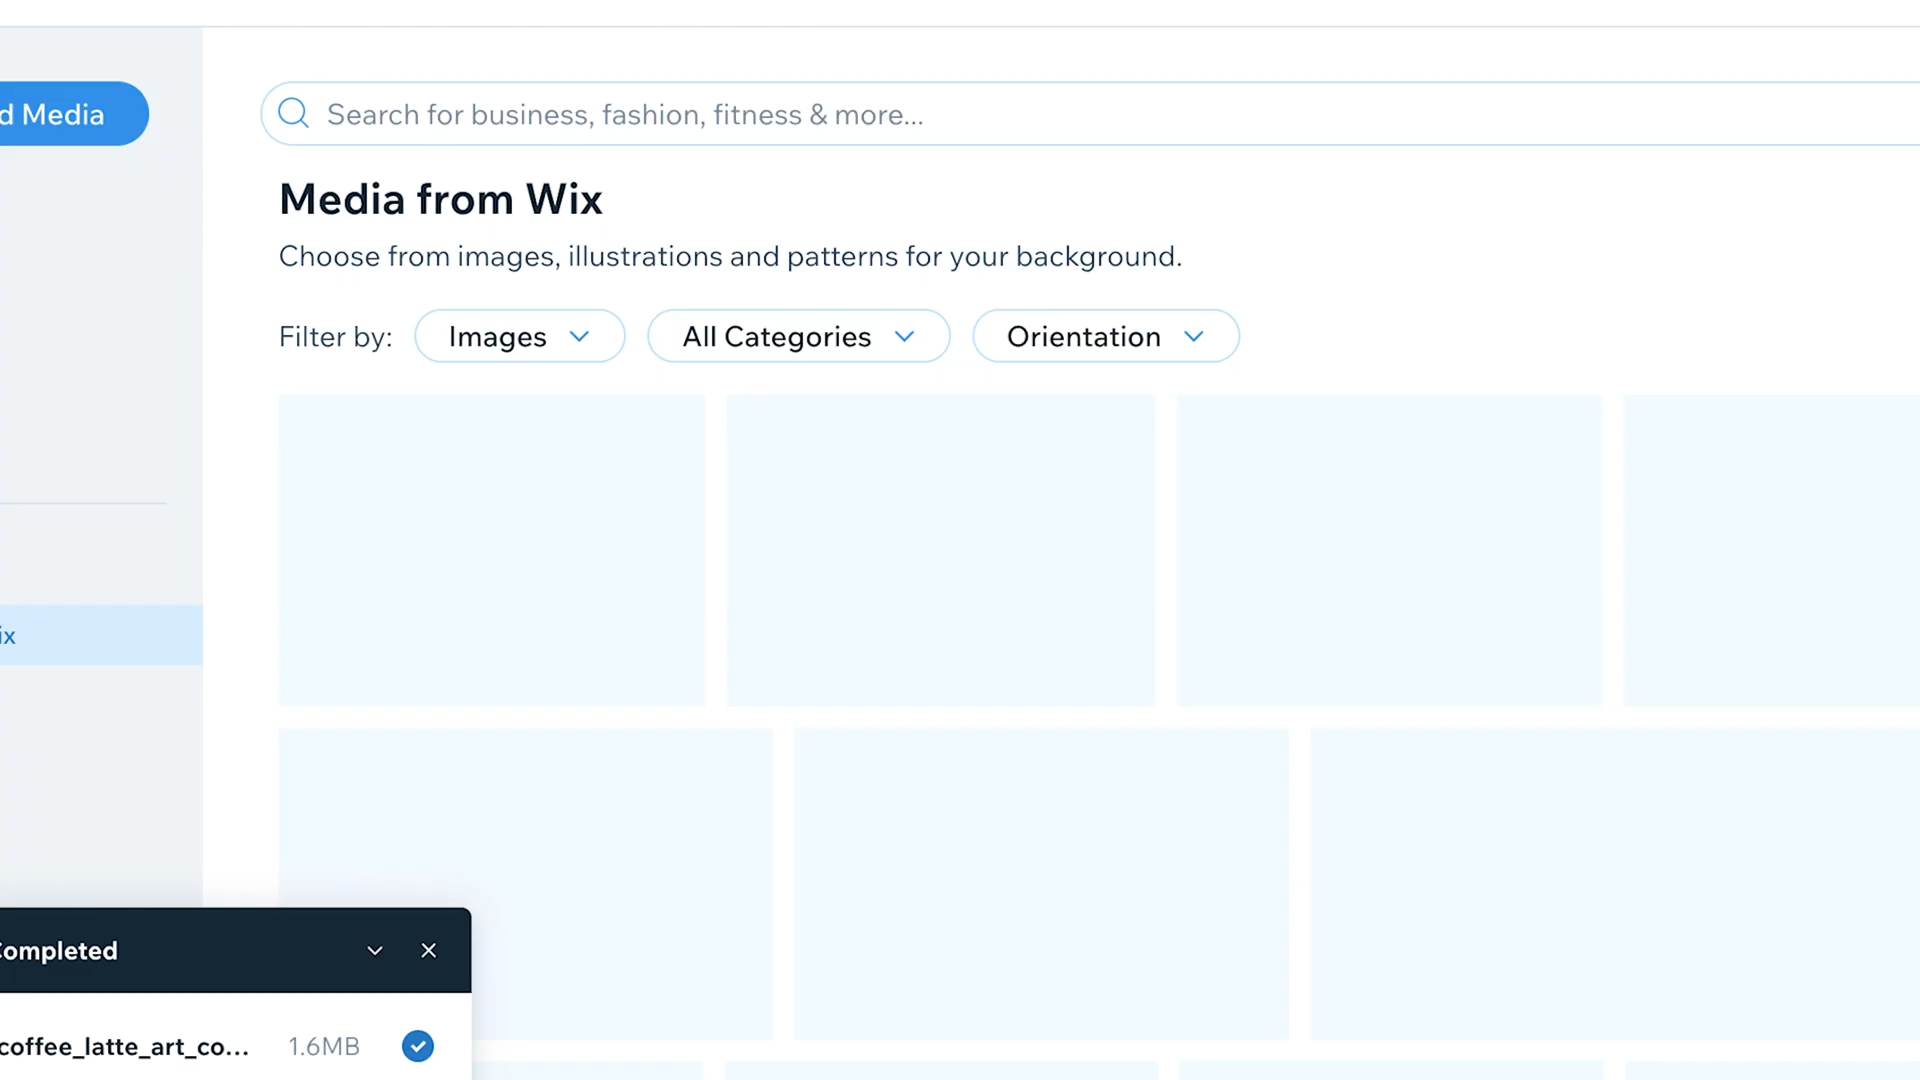 d Media
Search for business, fashion, fitness & more...
Media from Wix
Choose from images, illustrations and patterns for your background.
Filter by: Images All Categories Orientation
ix
Completed
coffee_latte_art_co... 1.6MB